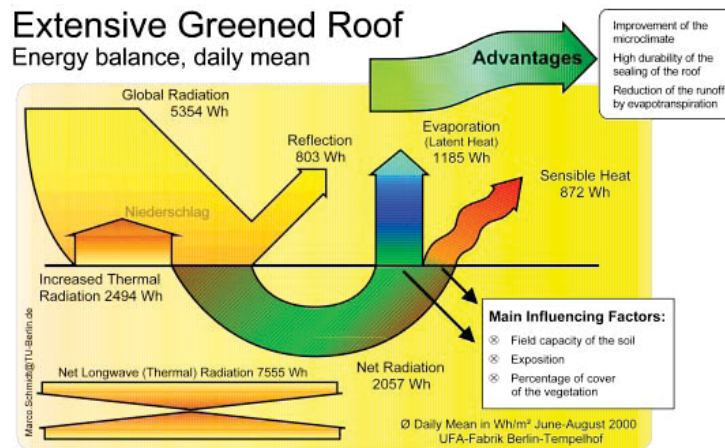 Extensive Greened Roof
Energy balance, daily mean
Advantages
Improvement of the
microclimate
High durability of the
sealing of the roof
Reduction of the runoff
by evapotranspiration
Global Radiation
5354 Wh
Reflection
803 Wh
Evaporation
(Latent Heat)
1185 Wh
Sensible Heat
872 Wh
Niederschlag
Increased Thermal
Radiation 2494 Wh
Main Influencing Factors:
⊗ Field capacity of the soil
⊗ Exposition
⊗ Percentage of cover
of the vegetation
Net Longwave (Thermal) Radiation 7555 Wh
Net Radiation
2057 Wh
Ø Daily Mean in Wh/m² June-August 2000
UFA-Fabrik Berlin-Tempelhof
Marco.Schmidt@TU-Berlin.de